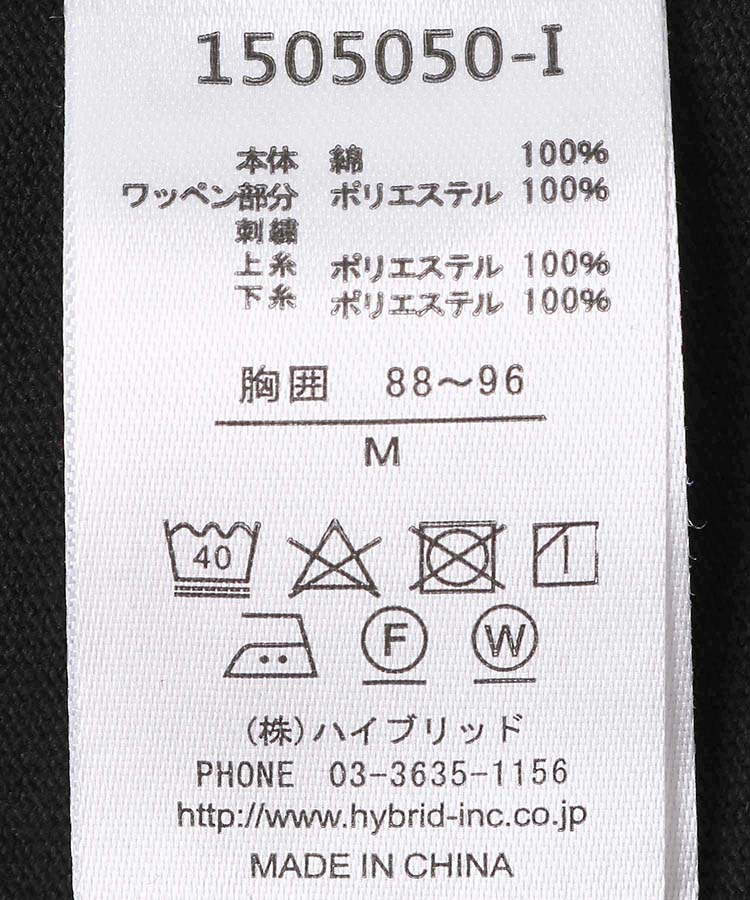 1505050-I
本体 綿 100%
ワッペン部分 ポリエステル 100%
刺繍
上糸 ポリエステル 100%
下糸 ポリエステル 100%
胸囲 88～96
M
40
F W
(株)ハイブリッド
PHONE 03-3635-1156
http://www.hybrid-inc.co.jp
MADE IN CHINA